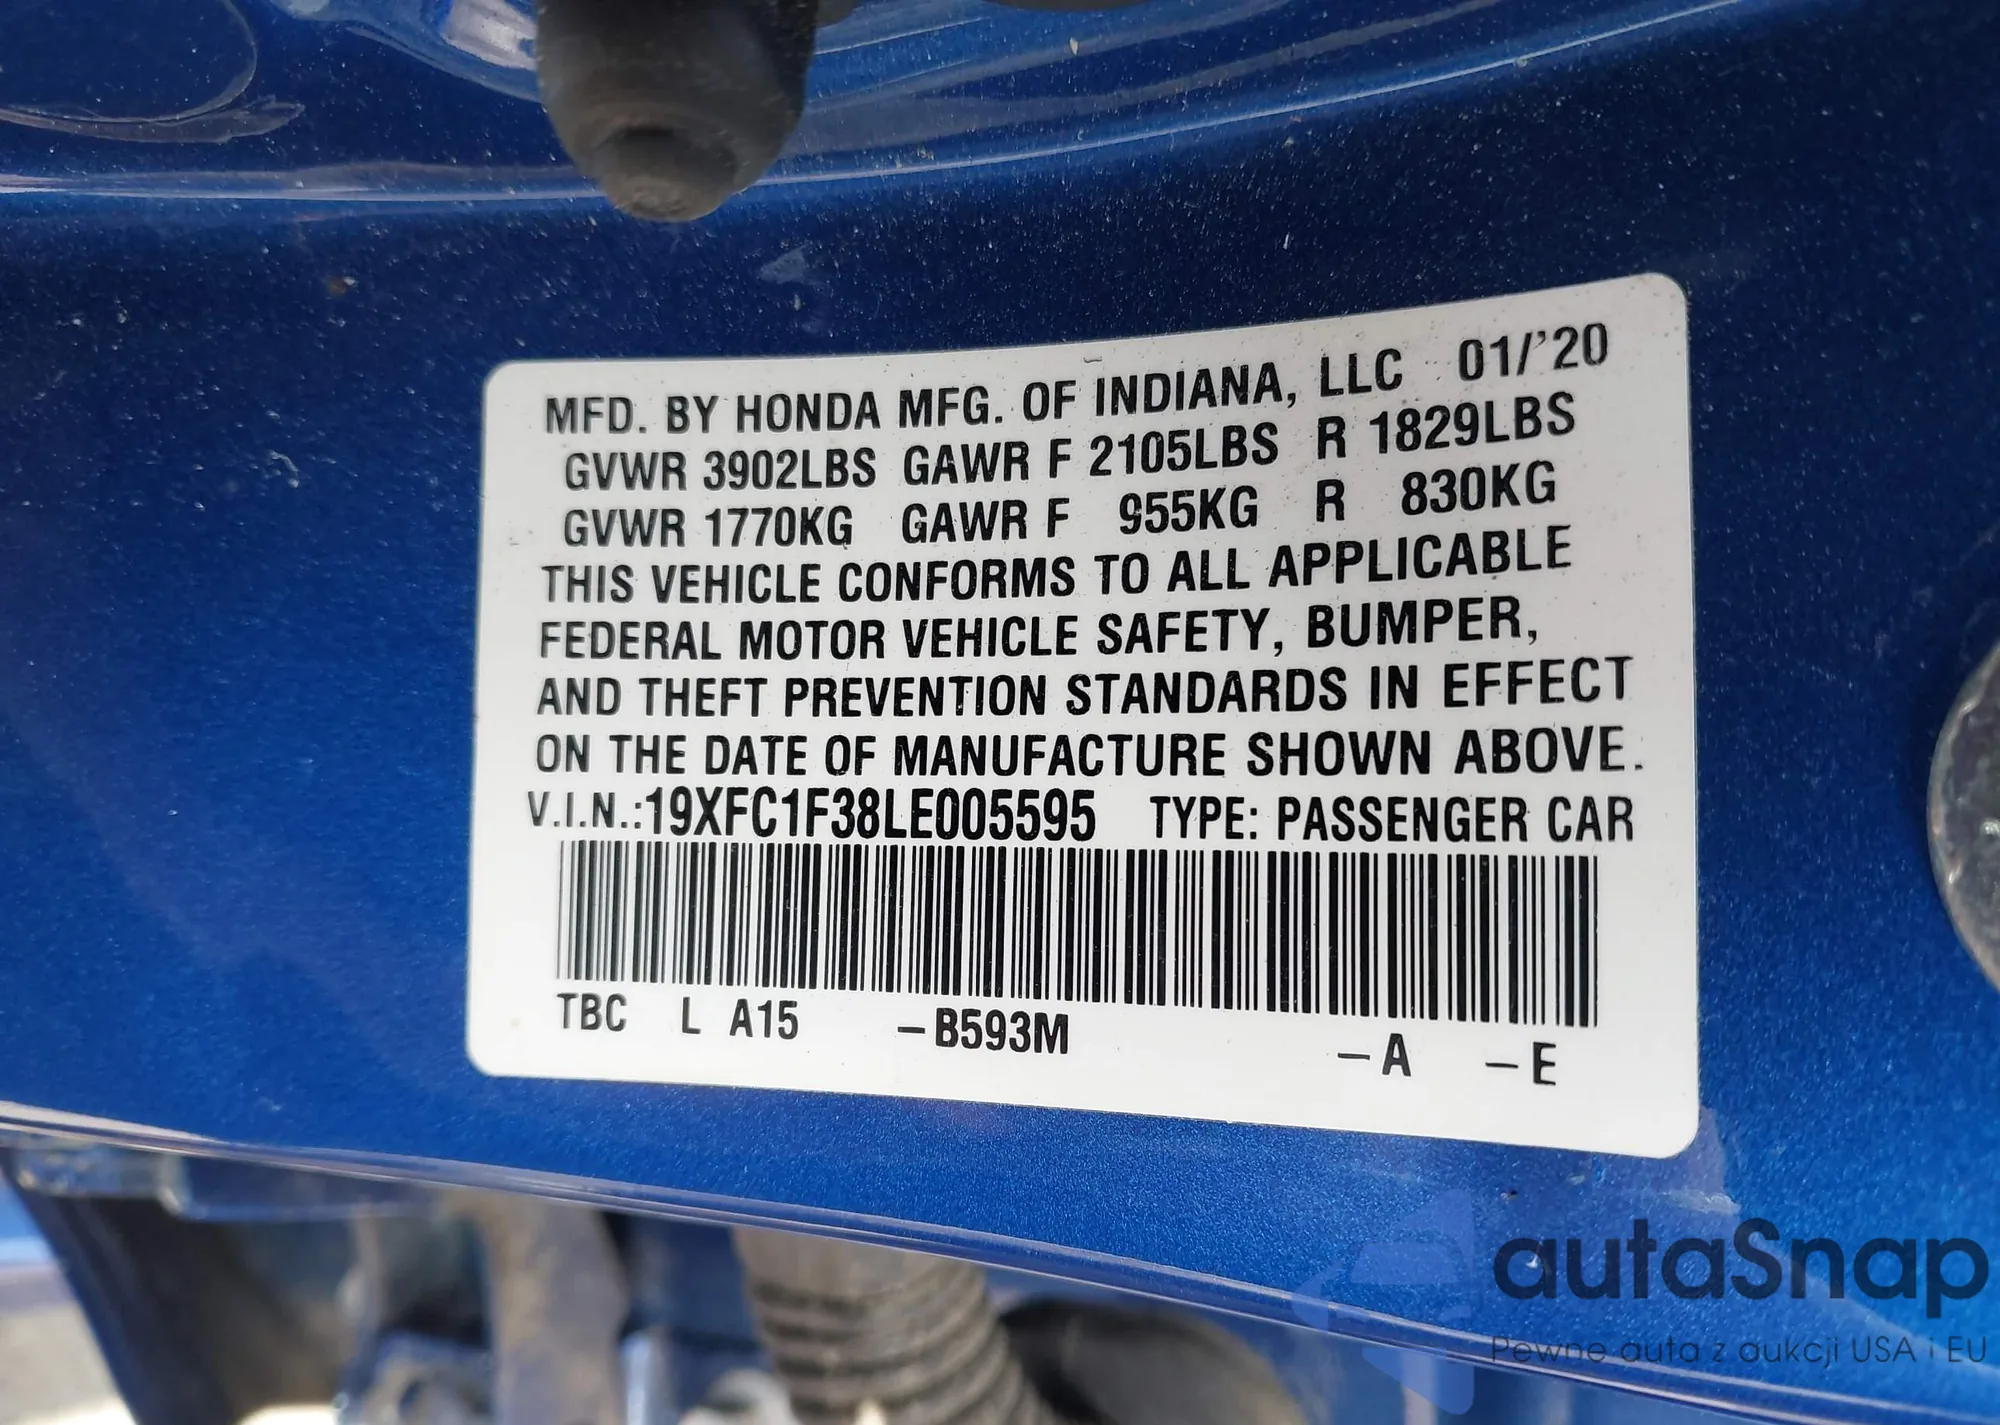 MFD. BY HONDA MFG. OF INDIANA, LLC 01/'20
GVWR 3902LBS GAWR F 2105LBS R 1829LBS
GVWR 1770KG GAWR F 955KG R 830KG
THIS VEHICLE CONFORMS TO ALL APPLICABLE
FEDERAL MOTOR VEHICLE SAFETY, BUMPER,
AND THEFT PREVENTION STANDARDS IN EFFECT
ON THE DATE OF MANUFACTURE SHOWN ABOVE.
V.I.N.:19XFC1F38LE005595 TYPE: PASSENGER CAR
TBC L A15 –B593M –A –E
autaSnap
Pewne auta z aukcji USA i EU